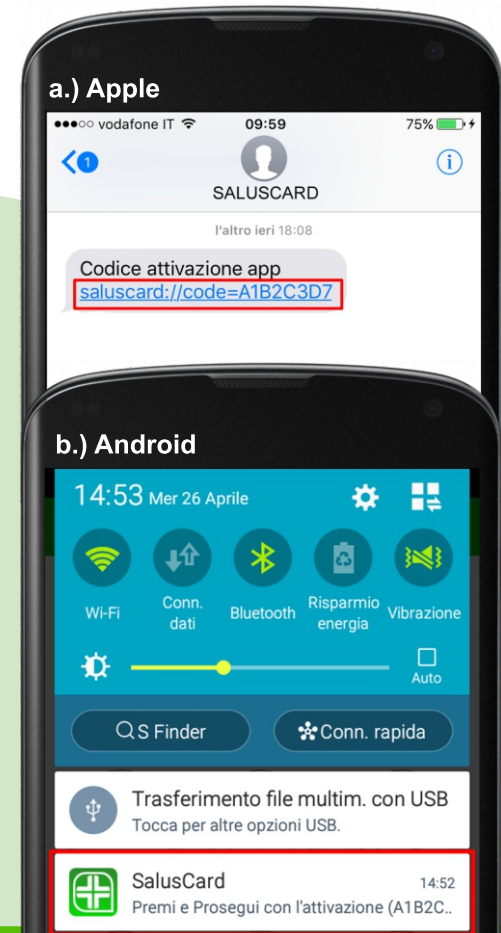 a.) Apple
vodafone IT 09:59 75%
1
SALUSCARD
l'altro ieri 18:08
Codice attivazione app
saluscard://code=A1B2C3D7
b.) Android
14:53 Mer 26 Aprile
Wi-Fi Conn. dati Bluetooth Risparmio energia Vibrazione
Auto
S Finder Conn. rapida
Trasferimento file multim. con USB
Tocca per altre opzioni USB.
SalusCard 14:52
Premi e Prosegui con l'attivazione (A1B2C..